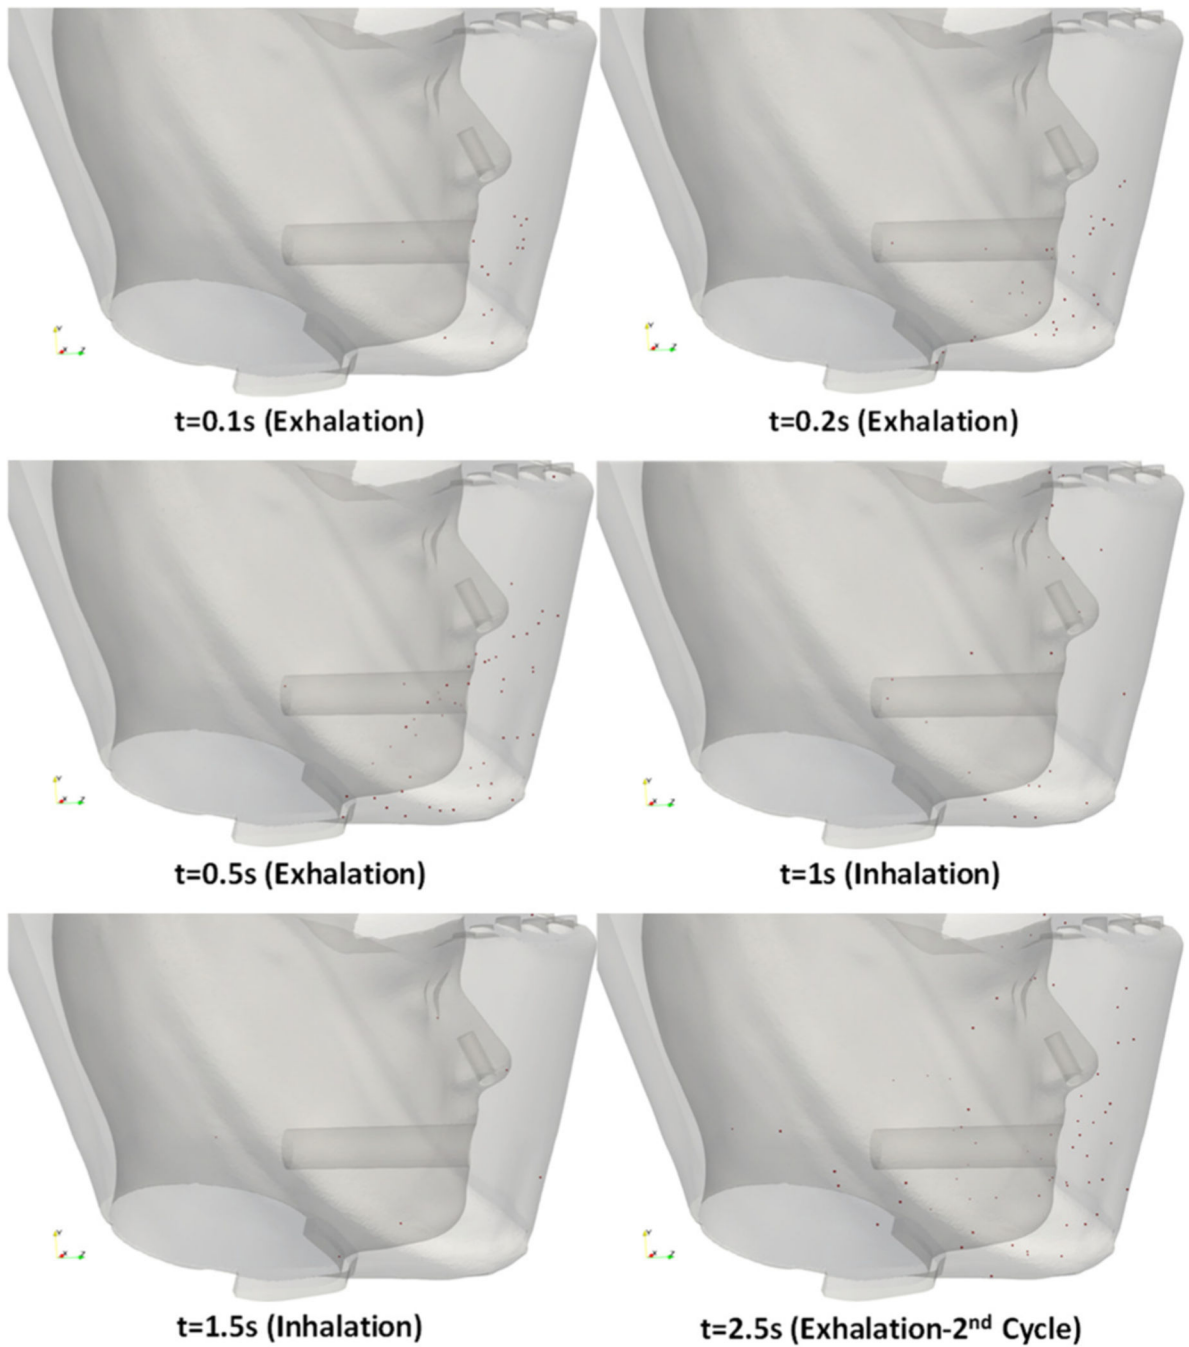 t=0.1s (Exhalation)
t=0.2s (Exhalation)
t=0.5s (Exhalation)
t=1s (Inhalation)
t=1.5s (Inhalation)
t=2.5s (Exhalation-2nd Cycle)